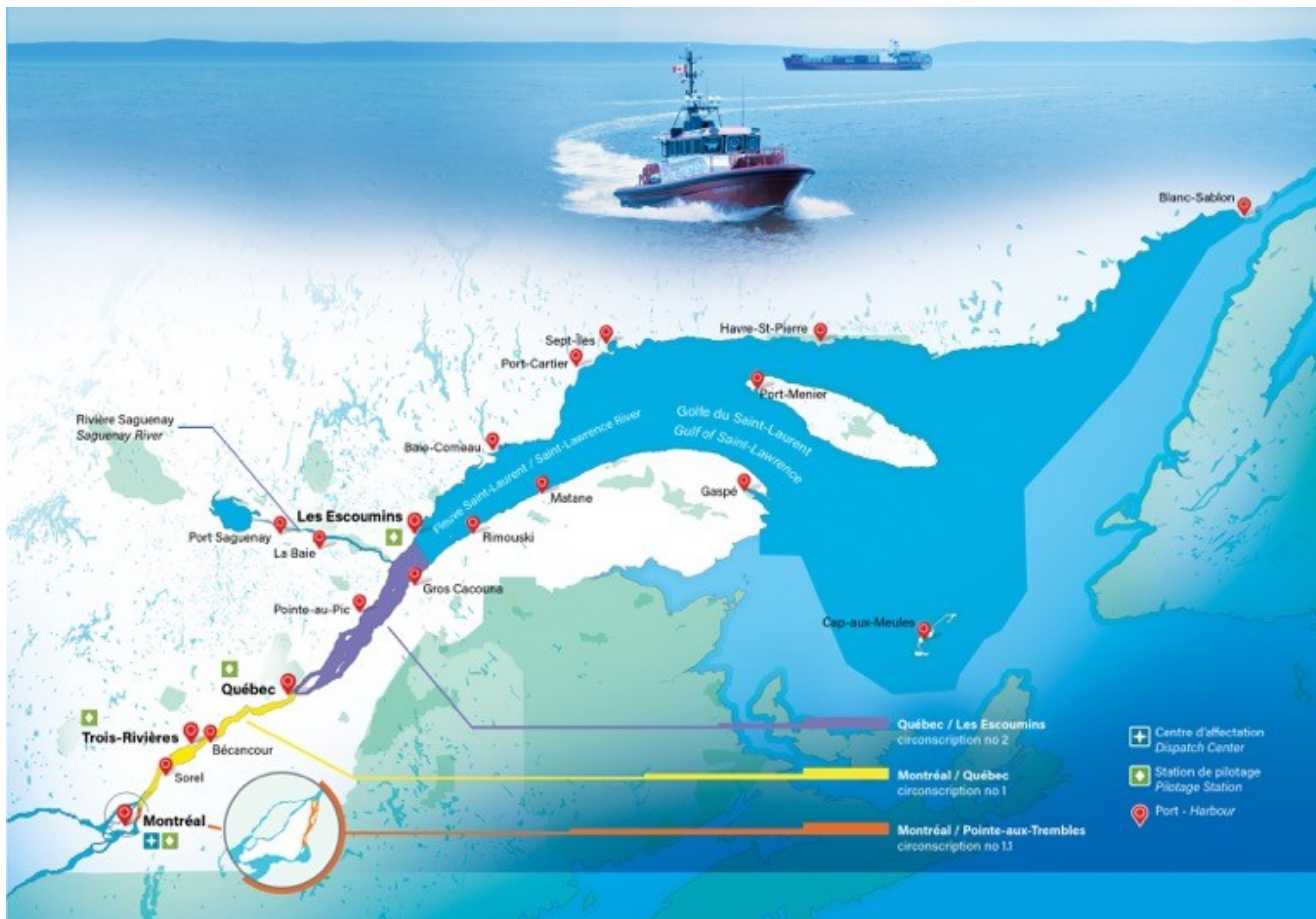 Blanc-Sablon
Havre-St-Pierre
Sept-Îles
Port-Cartier
Port-Menier
Rivière Saguenay
Saguenay River
Golfe du Saint-Laurent
Gulf of Saint-Lawrence
Fleuve Saint-Laurent / Saint-Lawrence River
Baie-Comeau
Matane
Gaspé
Les Escoumins
Port Saguenay
La Baie
Rimouski
Gros Cacouna
Pointe-au-Pic
Cap-aux-Meules
Québec
Trois-Rivières
Bécancour
Sorel
Montréal
Québec / Les Escoumins
circonscription no 2
Montréal / Québec
circonscription no 1
Montréal / Pointe-aux-Trembles
circonscription no 1.1
Centre d'affectation
Dispatch Center
Station de pilotage
Pilotage Station
Port - Harbour